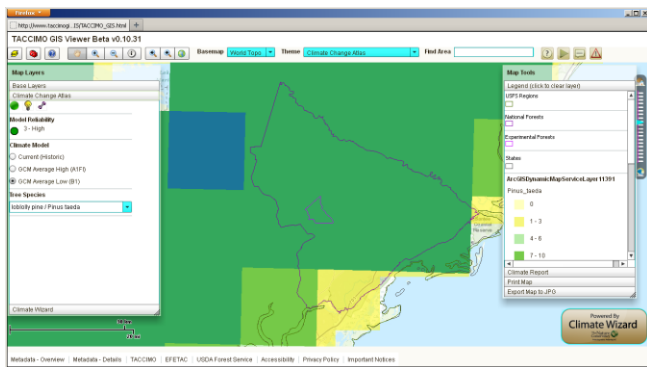 Firefox
http://www.taccimogi...IS/TACCIMO_GIS.html +
TACCIMO GIS Viewer Beta v0.10.31
Basemap World Topo Theme Climate Change Atlas Find Area
Map Layers
Base Layers
Climate Change Atlas
Model Reliability
3 - High
Climate Model
Current (Historic)
GCM Average High (A1FI)
GCM Average Low (B1)
Tree Species
loblolly pine / Pinus taeda
Climate Wizard
Map Tools
Legend (click to clear layer)
USFS Regions
National Forests
Experimental Forests
States
ArcGISDynamicMapServiceLayer11391
Pinus_taeda
0
1 - 3
4 - 6
7 - 10
Climate Report
Print Map
Export Map to JPG
Powered By
Climate Wizard
Metadata - Overview | Metadata - Details | TACCIMO | EFETAC | USDA Forest Service | Accessibility | Privacy Policy | Important Notices